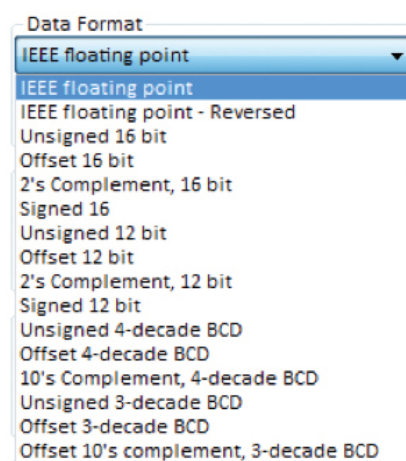 Data Format
IEEE floating point
IEEE floating point
IEEE floating point - Reversed
Unsigned 16 bit
Offset 16 bit
2's Complement, 16 bit
Signed 16
Unsigned 12 bit
Offset 12 bit
2's Complement, 12 bit
Signed 12 bit
Unsigned 4-decade BCD
Offset 4-decade BCD
10's Complement, 4-decade BCD
Unsigned 3-decade BCD
Offset 3-decade BCD
Offset 10's complement, 3-decade BCD